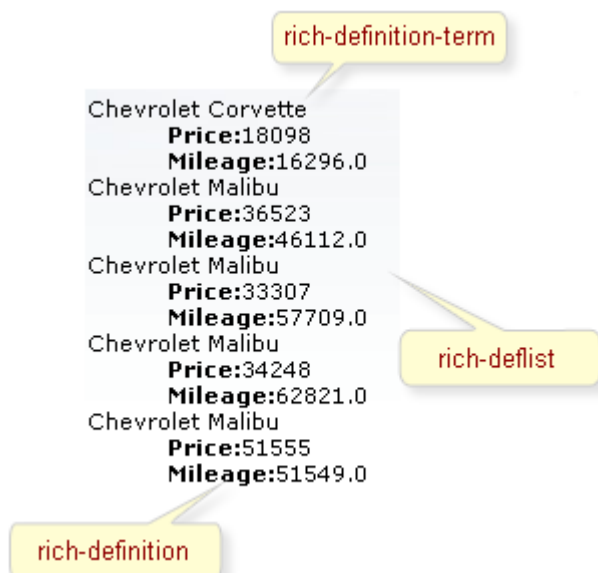 rich-definition-term
Chevrolet Corvette
Price:18098
Mileage:16296.0
Chevrolet Malibu
Price:36523
Mileage:46112.0
Chevrolet Malibu
Price:33307
Mileage:57709.0
Chevrolet Malibu
Price:34248
Mileage:62821.0
Chevrolet Malibu
Price:51555
Mileage:51549.0
rich-deflist
rich-definition